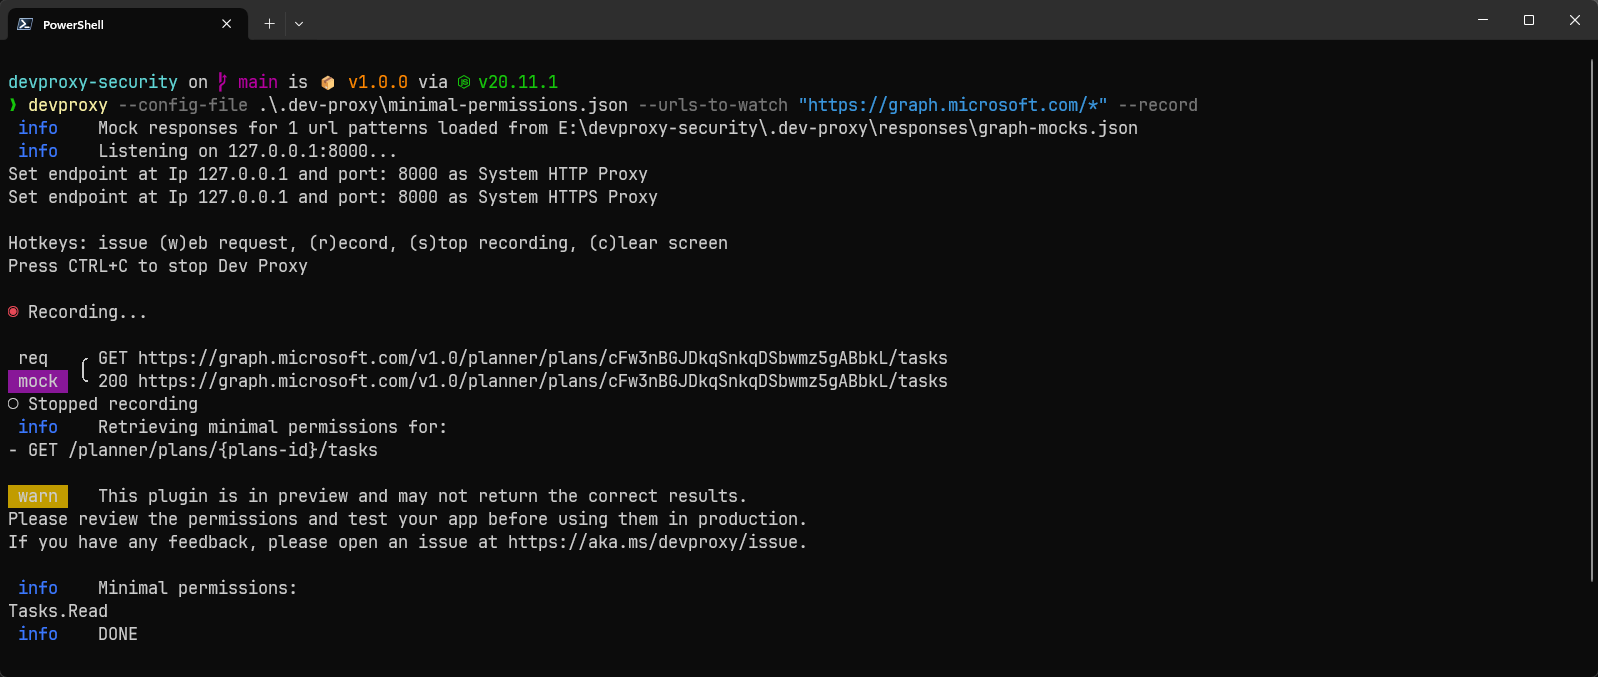 PowerShell
devproxy-security on main is v1.0.0 via v20.11.1
❯ devproxy --config-file .\.dev-proxy\minimal-permissions.json --urls-to-watch "https://graph.microsoft.com/*" --record
info Mock responses for 1 url patterns loaded from E:\devproxy-security\.dev-proxy\responses\graph-mocks.json
info Listening on 127.0.0.1:8000...
Set endpoint at Ip 127.0.0.1 and port: 8000 as System HTTP Proxy
Set endpoint at Ip 127.0.0.1 and port: 8000 as System HTTPS Proxy
Hotkeys: issue (w)eb request, (r)ecord, (s)top recording, (c)lear screen
Press CTRL+C to stop Dev Proxy
◉ Recording...
req GET https://graph.microsoft.com/v1.0/planner/plans/cFw3nBGJDkqSnkqDSbwmz5gABbkL/tasks
mock 200 https://graph.microsoft.com/v1.0/planner/plans/cFw3nBGJDkqSnkqDSbwmz5gABbkL/tasks
○ Stopped recording
info Retrieving minimal permissions for:
- GET /planner/plans/{plans-id}/tasks
warn This plugin is in preview and may not return the correct results.
Please review the permissions and test your app before using them in production.
If you have any feedback, please open an issue at https://aka.ms/devproxy/issue.
info Minimal permissions:
Tasks.Read
info DONE